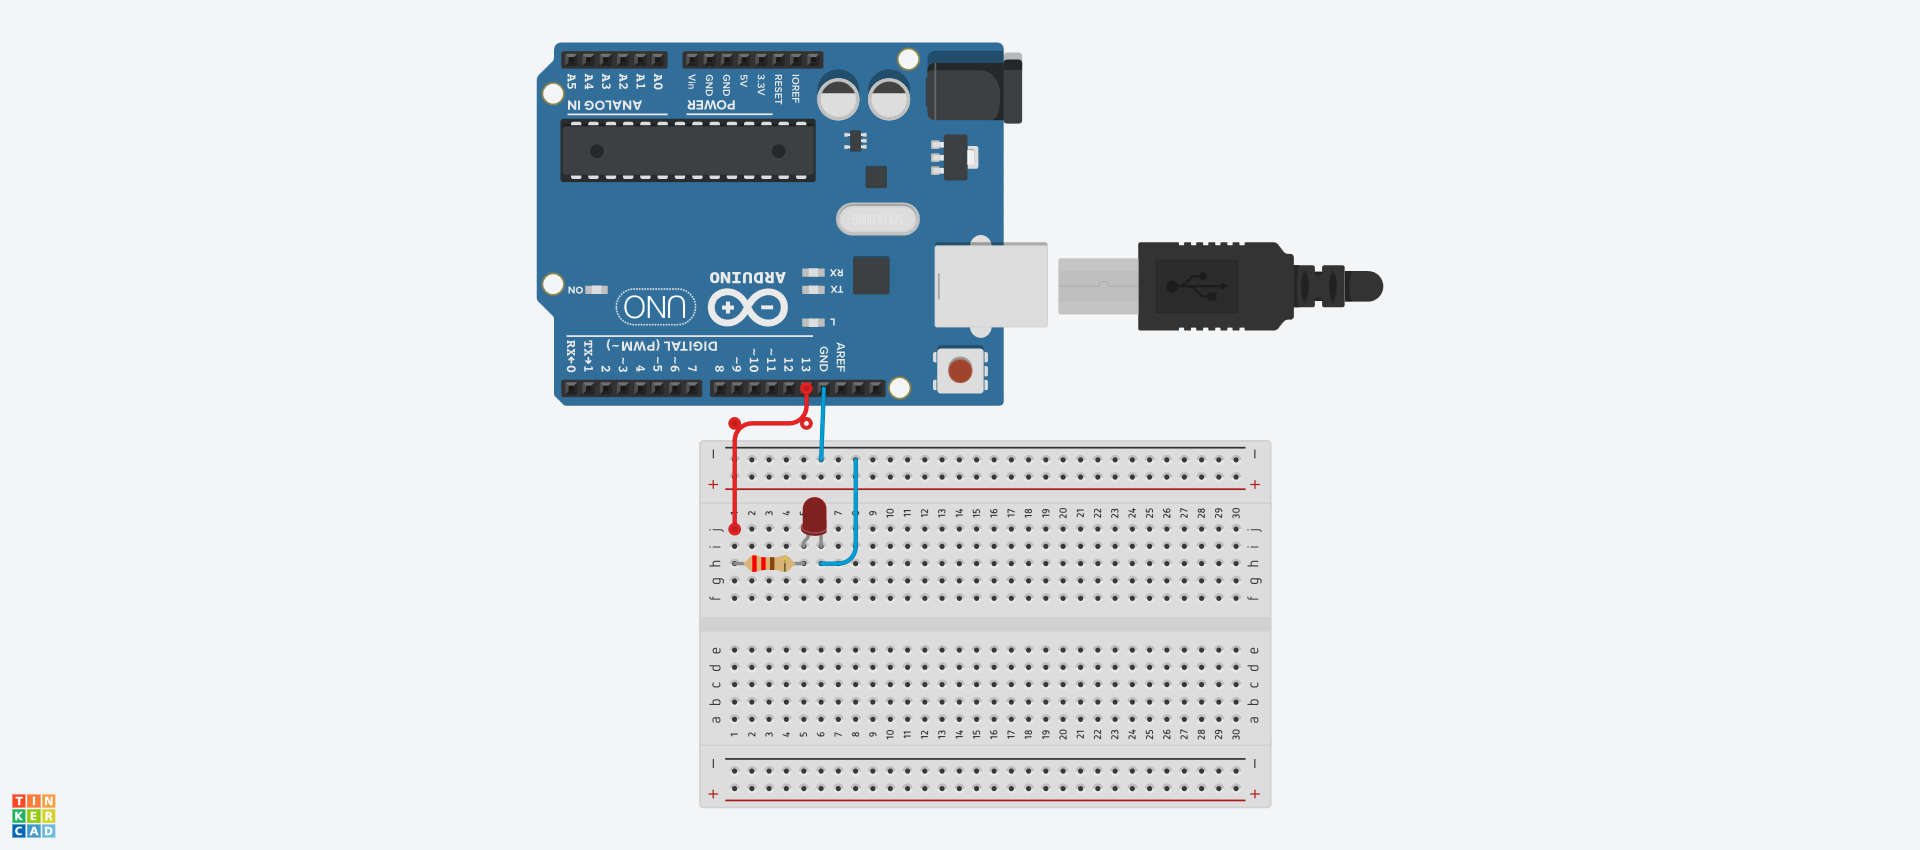 A5 A4 A3 A2 A1 A0
Vin GND GND 5V 3.3V RESET IOREF
ANALOG IN
POWER
ARDUINO
RX
TX
ON
UNO
L
DIGITAL (PWM~)
RX←0 TX→1 2 ~3 4 ~5 ~6 7
8 ~9 ~10 ~11 12 13 GND AREF
− −
+ +
1 2 3 4 7 9 10 11 12 13 14 15 16 17 18 19 20 21 22 23 24 25 26 27 28 29 30
j j
i i
h h
g g
f f
e e
d d
c c
b b
a a
1 2 3 4 5 6 7 8 9 10 11 12 13 14 15 16 17 18 19 20 21 22 23 24 25 26 27 28 29 30
− −
+ +
TIN
KER
CAD